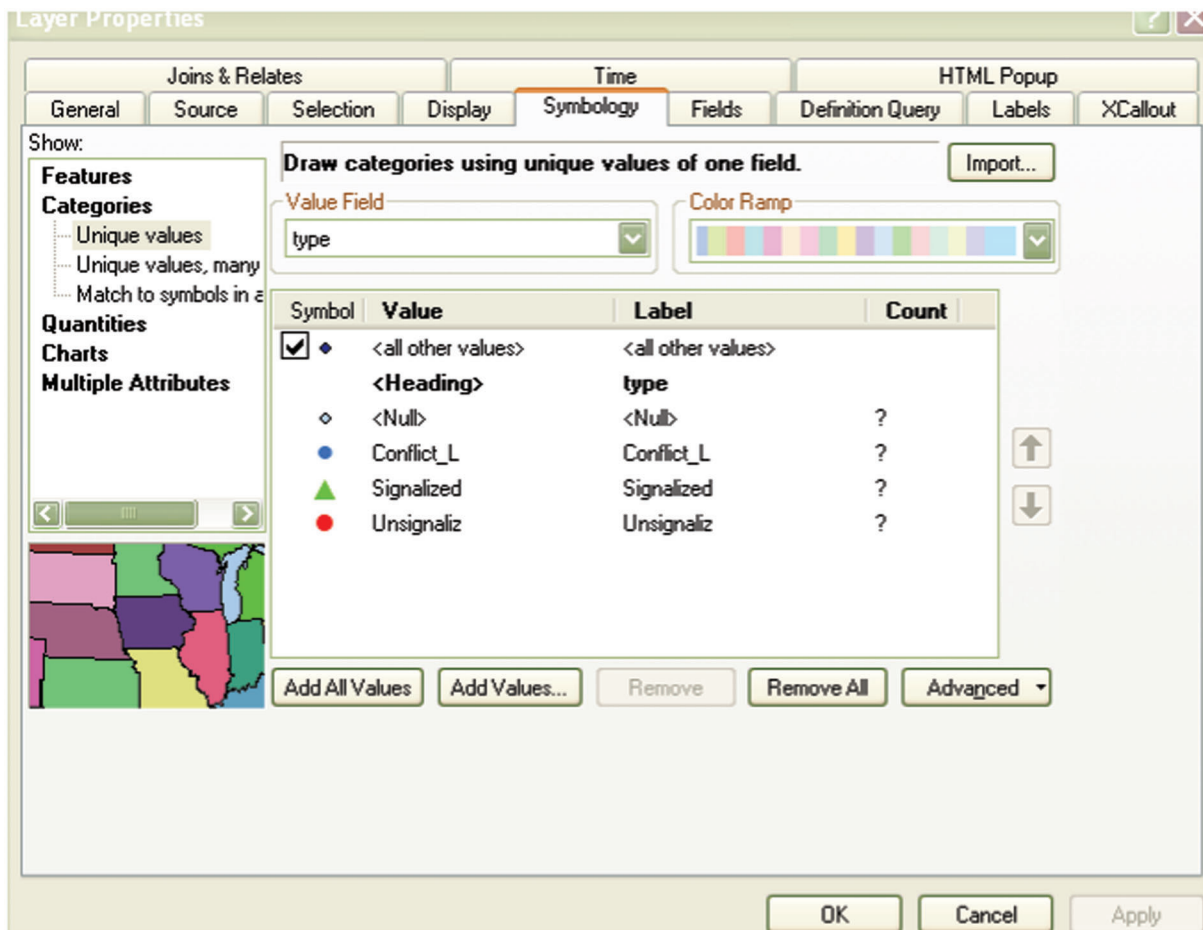 Layer Properties
Joins & Relates Time HTML Popup
General Source Selection Display Symbology Fields Definition Query Labels XCallout
Show:
Features
Categories
Unique values
Unique values, many
Match to symbols in a
Quantities
Charts
Multiple Attributes
Draw categories using unique values of one field.
Import...
Value Field
type
Color Ramp
Symbol Value Label Count
<all other values> <all other values>
<Heading> type
<Null> <Null> ?
Conflict_L Conflict_L ?
Signalized Signalized ?
Unsignaliz Unsignaliz ?
Add All Values Add Values... Remove Remove All Advanced
OK Cancel Apply